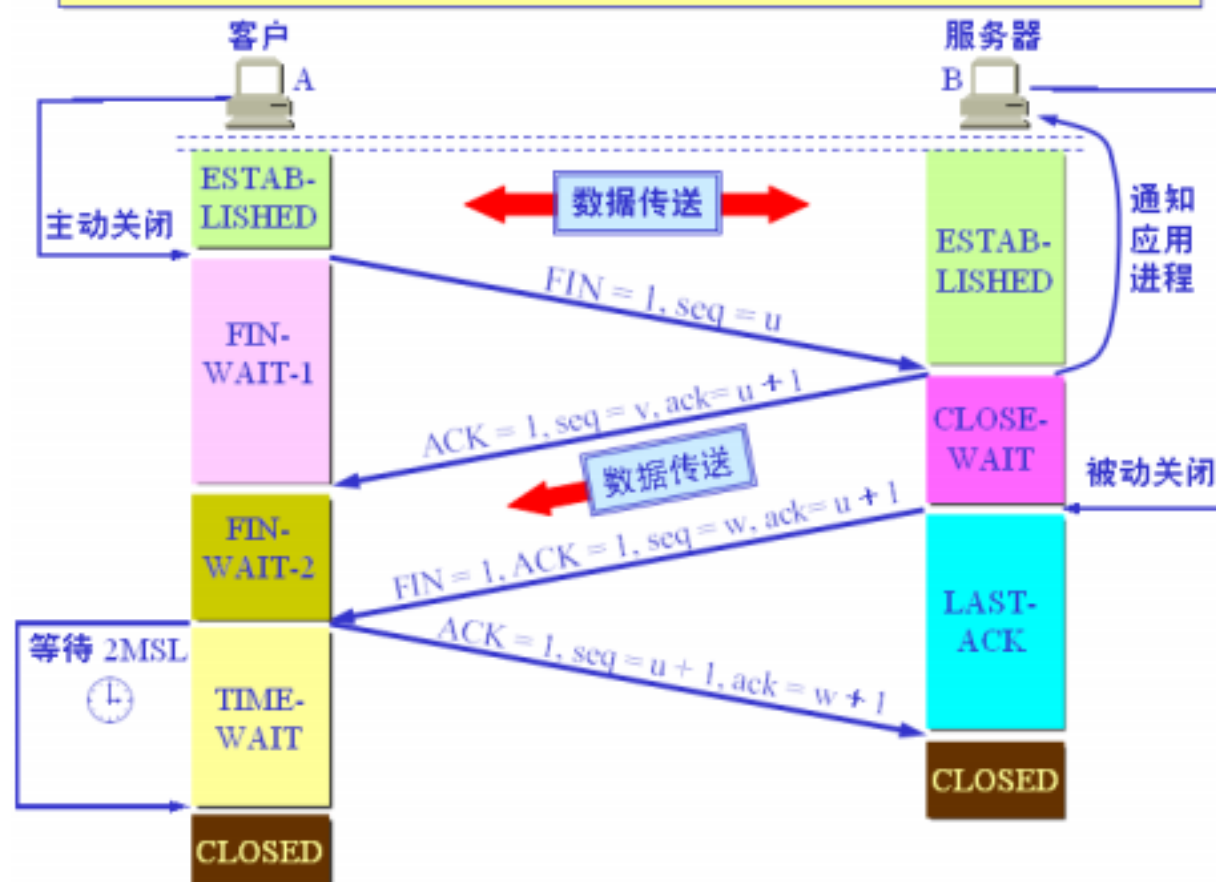 客户
服务器
A
B
ESTAB-
LISHED
数据传送
主动关闭
ESTAB-
LISHED
通知
应用
进程
FIN = 1, seq = u
FIN-
WAIT-1
ACK = 1, seq = v, ack= u + 1
CLOSE-
WAIT
数据传送
被动关闭
FIN-
WAIT-2
FIN = 1, ACK = 1, seq = w, ack= u + 1
LAST-
ACK
等待 2MSL
ACK = 1, seq = u + 1, ack = w + 1
TIME-
WAIT
CLOSED
CLOSED